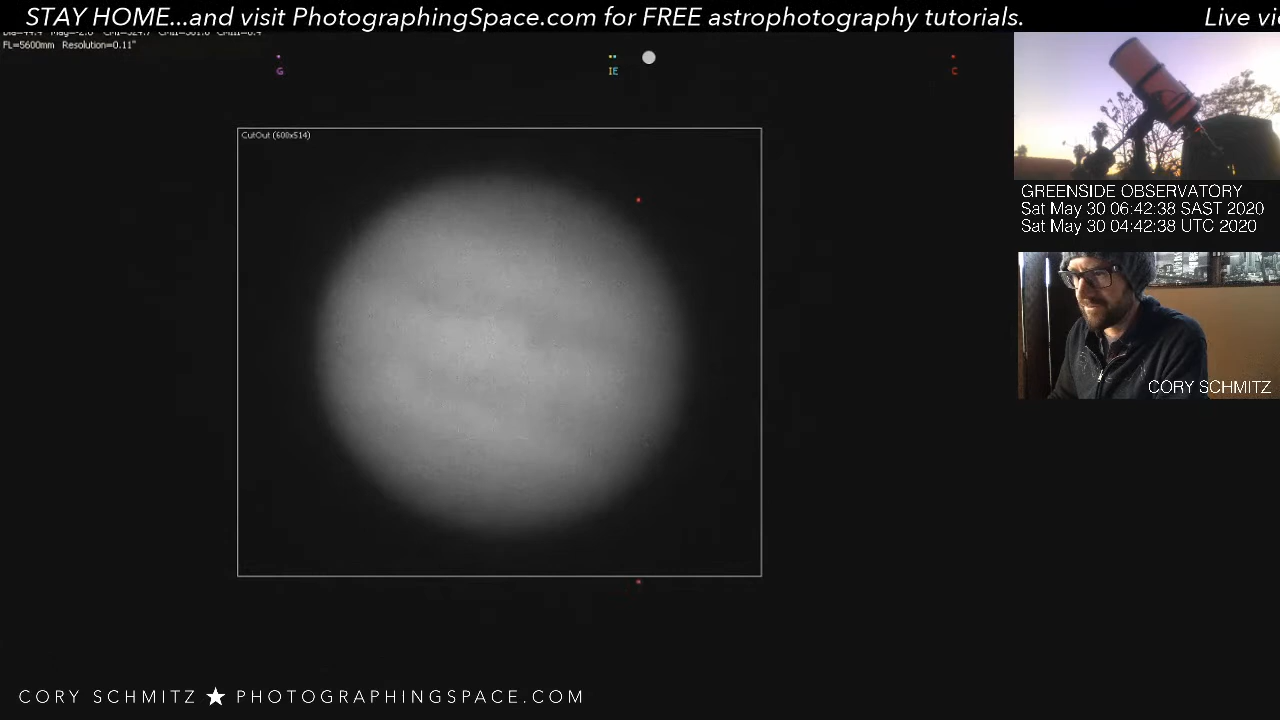 STAY HOME...and visit PhotographingSpace.com for FREE astrophotography tutorials.
Live vi
FL=5600mm Resolution=0.11"
G
IE
C
CutOut (600x514)
GREENSIDE OBSERVATORY
Sat May 30 06:42:38 SAST 2020
Sat May 30 04:42:38 UTC 2020
CORY SCHMITZ
CORY SCHMITZ ★ PHOTOGRAPHINGSPACE.COM